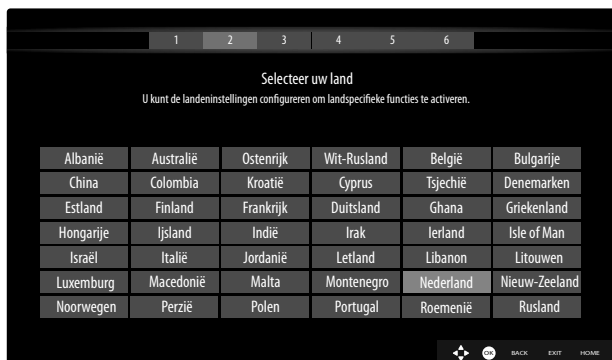 1 2 3 4 5 6
Selecteer uw land
U kunt de landeninstellingen configureren om landspecifieke functies te activeren.
Albanië Australië Ostenrijk Wit-Rusland België Bulgarije
China Colombia Kroatië Cyprus Tsjechië Denemarken
Estland Finland Frankrijk Duitsland Ghana Griekenland
Hongarije Ijsland Indië Irak Ierland Isle of Man
Israël Italië Jordanië Letland Libanon Litouwen
Luxemburg Macedonië Malta Montenegro Nederland Nieuw-Zeeland
Noorwegen Perzië Polen Portugal Roemenië Rusland
OK BACK EXIT HOME